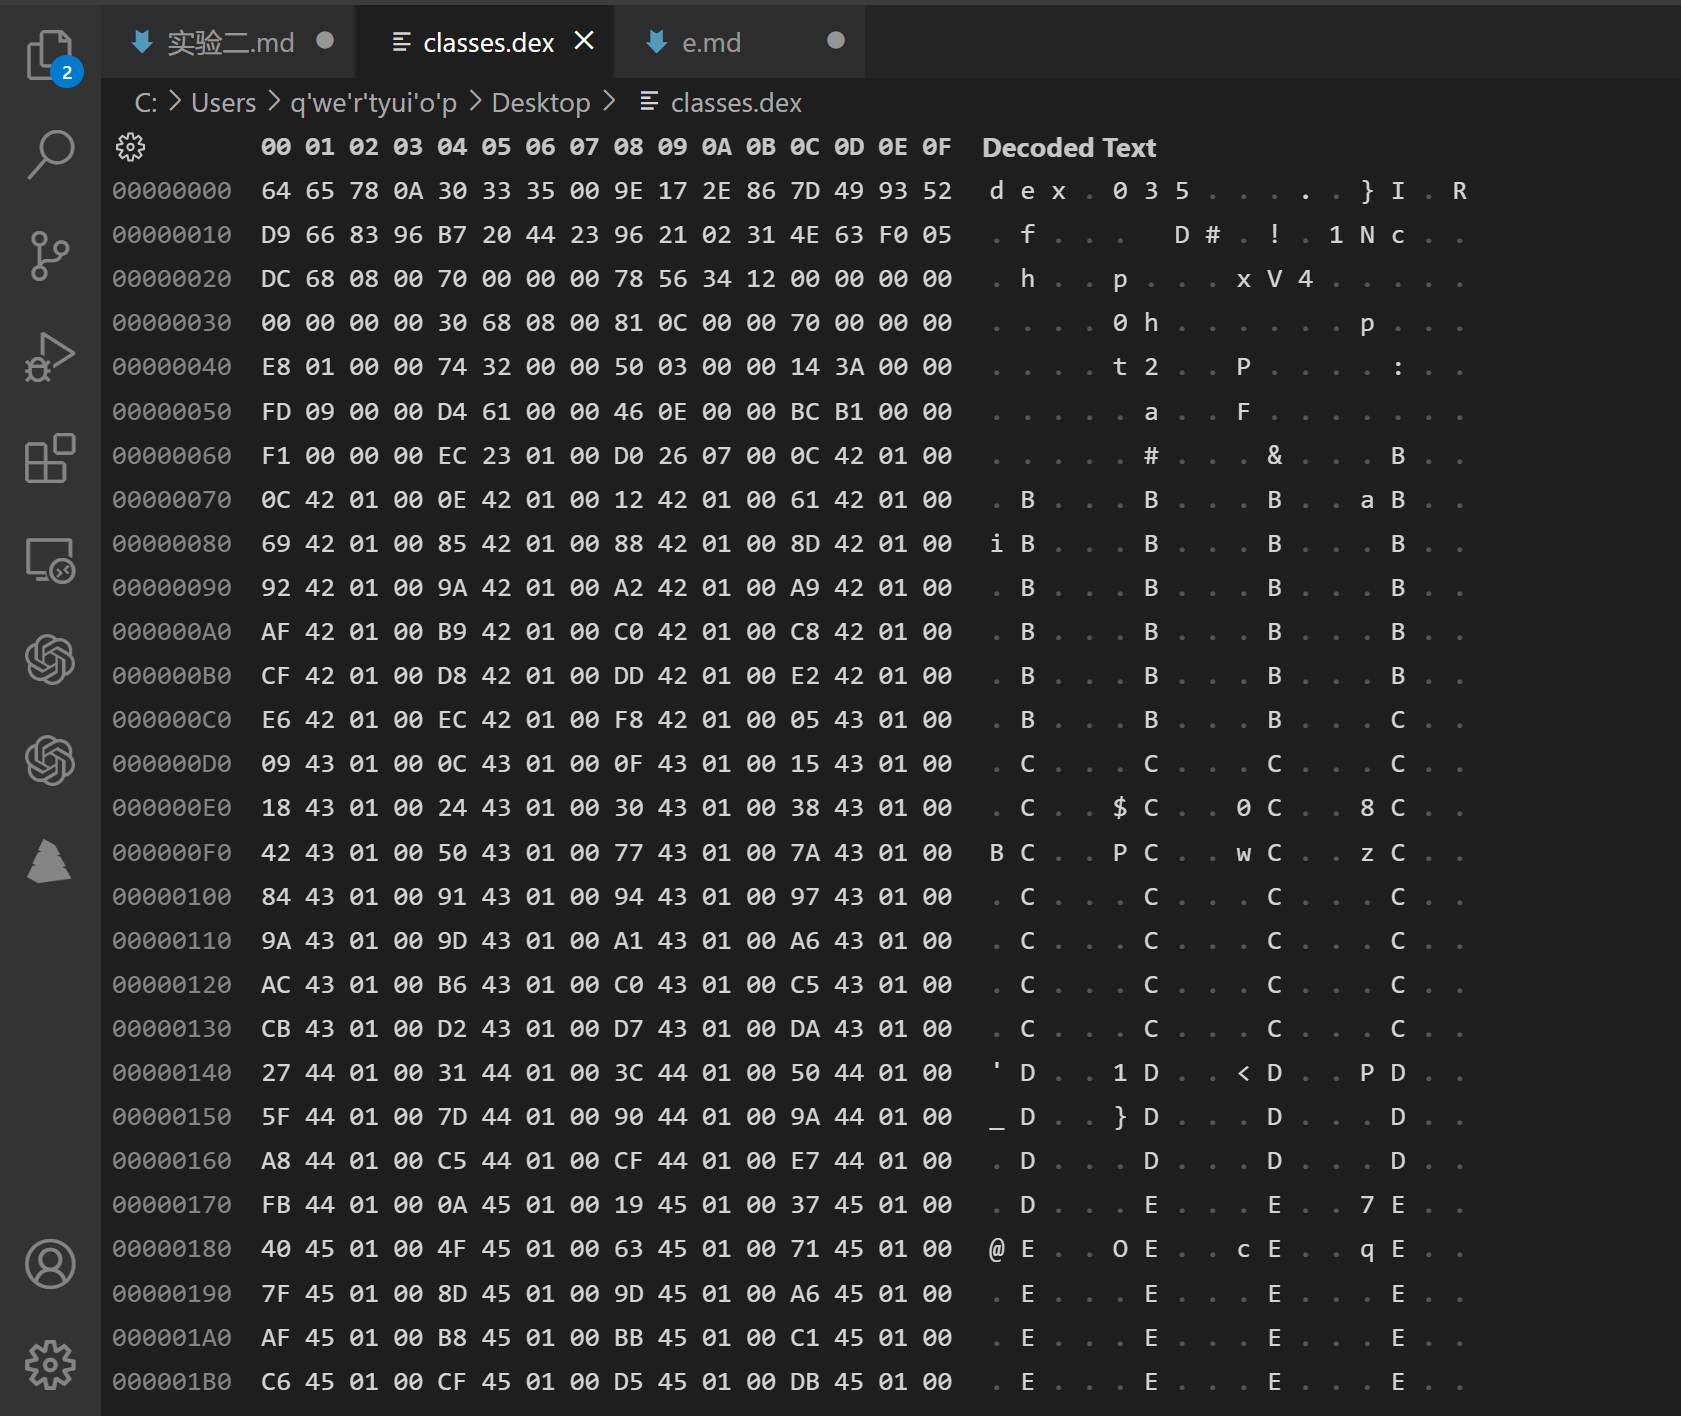 实验二.md classes.dex e.md
2
C: Users q'we'r'tyui'o'p Desktop classes.dex
00 01 02 03 04 05 06 07 08 09 0A 0B 0C 0D 0E 0F Decoded Text
00000000 64 65 78 0A 30 33 35 00 9E 17 2E 86 7D 49 93 52 d e x . 0 3 5 . . . . . } I . R
00000010 D9 66 83 96 B7 20 44 23 96 21 02 31 4E 63 F0 05 . f . . .   D # . ! . 1 N c . .
00000020 DC 68 08 00 70 00 00 00 78 56 34 12 00 00 00 00 . h . . p . . . x V 4 . . . . .
00000030 00 00 00 00 30 68 08 00 81 0C 00 00 70 00 00 00 . . . . 0 h . . . . . . p . . .
00000040 E8 01 00 00 74 32 00 00 50 03 00 00 14 3A 00 00 . . . . t 2 . . P . . . . : . .
00000050 FD 09 00 00 D4 61 00 00 46 0E 00 00 BC B1 00 00 . . . . . a . . F . . . . . . .
00000060 F1 00 00 00 EC 23 01 00 D0 26 07 00 0C 42 01 00 . . . . . # . . . & . . . B . .
00000070 0C 42 01 00 0E 42 01 00 12 42 01 00 61 42 01 00 . B . . . B . . . B . . a B . .
00000080 69 42 01 00 85 42 01 00 88 42 01 00 8D 42 01 00 i B . . . B . . . B . . . B . .
00000090 92 42 01 00 9A 42 01 00 A2 42 01 00 A9 42 01 00 . B . . . B . . . B . . . B . .
000000A0 AF 42 01 00 B9 42 01 00 C0 42 01 00 C8 42 01 00 . B . . . B . . . B . . . B . .
000000B0 CF 42 01 00 D8 42 01 00 DD 42 01 00 E2 42 01 00 . B . . . B . . . B . . . B . .
000000C0 E6 42 01 00 EC 42 01 00 F8 42 01 00 05 43 01 00 . B . . . B . . . B . . . C . .
000000D0 09 43 01 00 0C 43 01 00 0F 43 01 00 15 43 01 00 . C . . . C . . . C . . . C . .
000000E0 18 43 01 00 24 43 01 00 30 43 01 00 38 43 01 00 . C . . $ C . . 0 C . . 8 C . .
000000F0 42 43 01 00 50 43 01 00 77 43 01 00 7A 43 01 00 B C . . P C . . w C . . z C . .
00000100 84 43 01 00 91 43 01 00 94 43 01 00 97 43 01 00 . C . . . C . . . C . . . C . .
00000110 9A 43 01 00 9D 43 01 00 A1 43 01 00 A6 43 01 00 . C . . . C . . . C . . . C . .
00000120 AC 43 01 00 B6 43 01 00 C0 43 01 00 C5 43 01 00 . C . . . C . . . C . . . C . .
00000130 CB 43 01 00 D2 43 01 00 D7 43 01 00 DA 43 01 00 . C . . . C . . . C . . . C . .
00000140 27 44 01 00 31 44 01 00 3C 44 01 00 50 44 01 00 ' D . . 1 D . . < D . . P D . .
00000150 5F 44 01 00 7D 44 01 00 90 44 01 00 9A 44 01 00 _ D . . } D . . . D . . . D . .
00000160 A8 44 01 00 C5 44 01 00 CF 44 01 00 E7 44 01 00 . D . . . D . . . D . . . D . .
00000170 FB 44 01 00 0A 45 01 00 19 45 01 00 37 45 01 00 . D . . . E . . . E . . 7 E . .
00000180 40 45 01 00 4F 45 01 00 63 45 01 00 71 45 01 00 @ E . . O E . . c E . . q E . .
00000190 7F 45 01 00 8D 45 01 00 9D 45 01 00 A6 45 01 00 . E . . . E . . . E . . . E . .
000001A0 AF 45 01 00 B8 45 01 00 BB 45 01 00 C1 45 01 00 . E . . . E . . . E . . . E . .
000001B0 C6 45 01 00 CF 45 01 00 D5 45 01 00 DB 45 01 00 . E . . . E . . . E . . . E . .